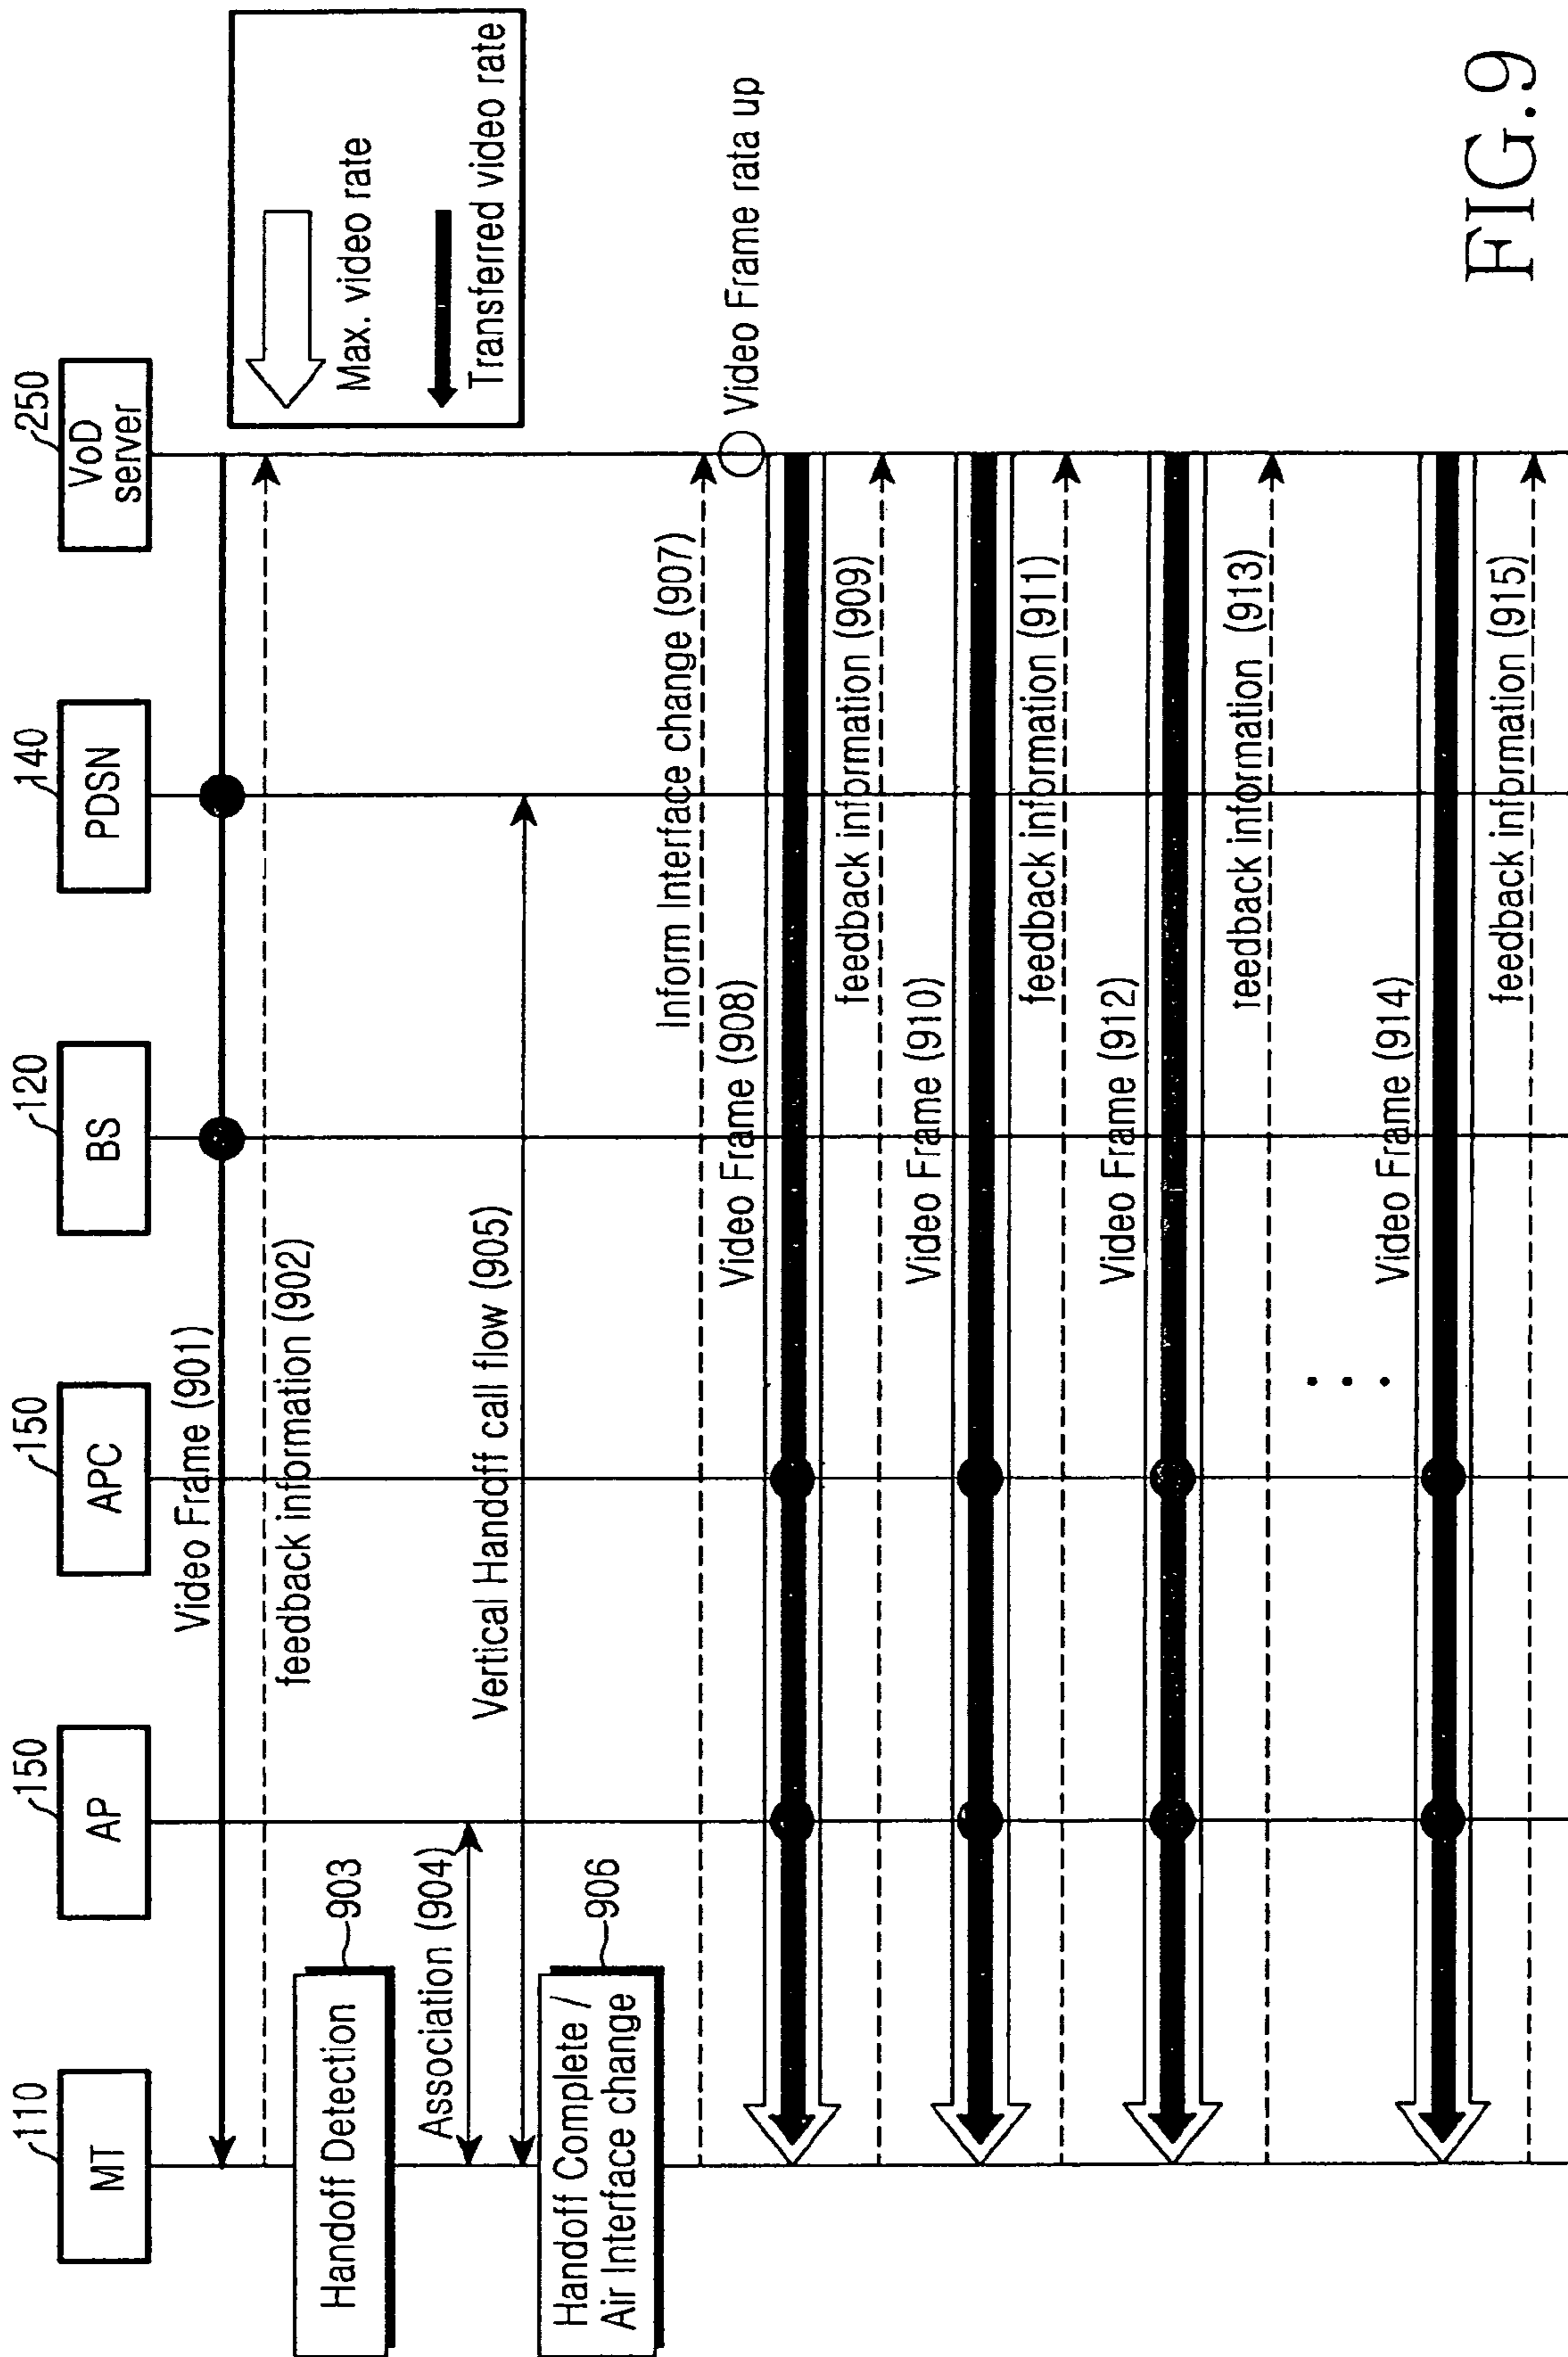 110
MT
150
AP
150
APC
120
BS
140
PDSN
250
VoD
server
Max. video rate
Transferred video rate
Video Frame (901)
feedback information (902)
Handoff Detection
903
Association (904)
Vertical Handoff call flow (905)
Handoff Complete /
Air Interface change
906
Inform Interface change (907)
Video Frame rata up
Video Frame (908)
feedback information (909)
Video Frame (910)
feedback information (911)
Video Frame (912)
feedback information (913)
. . .
Video Frame (914)
feedback information (915)
FIG.9